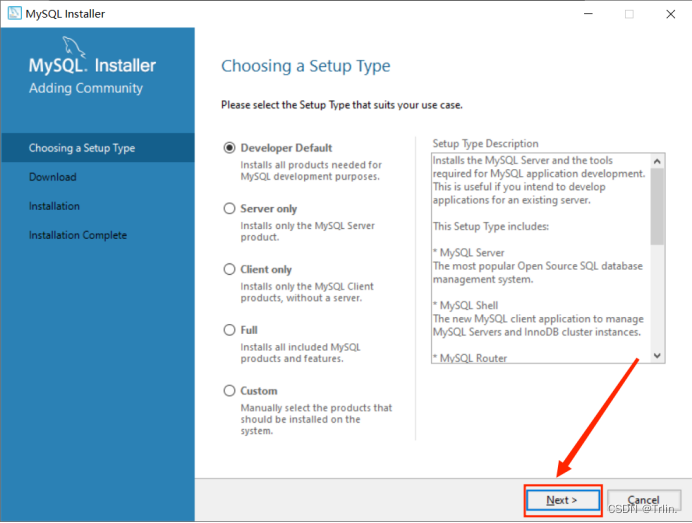 MySQL Installer
MySQL. Installer
Adding Community
Choosing a Setup Type
Download
Installation
Installation Complete
Choosing a Setup Type
Please select the Setup Type that suits your use case.
Developer Default
Installs all products needed for
MySQL development purposes.
Server only
Installs only the MySQL Server
product.
Client only
Installs only the MySQL Client
products, without a server.
Full
Installs all included MySQL
products and features.
Custom
Manually select the products that
should be installed on the
system.
Setup Type Description
Installs the MySQL Server and the tools
required for MySQL application development.
This is useful if you intend to develop
applications for an existing server.
This Setup Type includes:
* MySQL Server
The most popular Open Source SQL database
management system.
* MySQL Shell
The new MySQL client application to manage
MySQL Servers and InnoDB cluster instances.
* MySQL Router
Next >
Cancel
CSDN @Trlin.